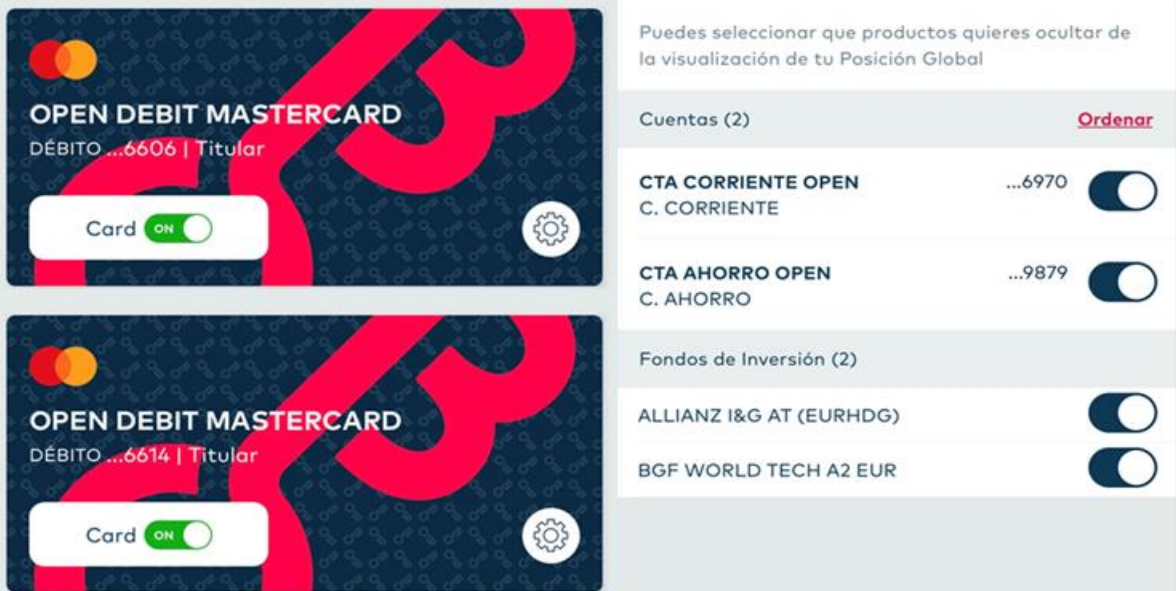 OPEN DEBIT MASTERCARD
DÉBITO ...6606 | Titular
Card ON
OPEN DEBIT MASTERCARD
DÉBITO ...6614 | Titular
Card ON
Puedes seleccionar que productos quieres ocultar de
la visualización de tu Posición Global
Cuentas (2) Ordenar
CTA CORRIENTE OPEN ...6970
C. CORRIENTE
CTA AHORRO OPEN ...9879
C. AHORRO
Fondos de Inversión (2)
ALLIANZ I&G AT (EURHDG)
BGF WORLD TECH A2 EUR